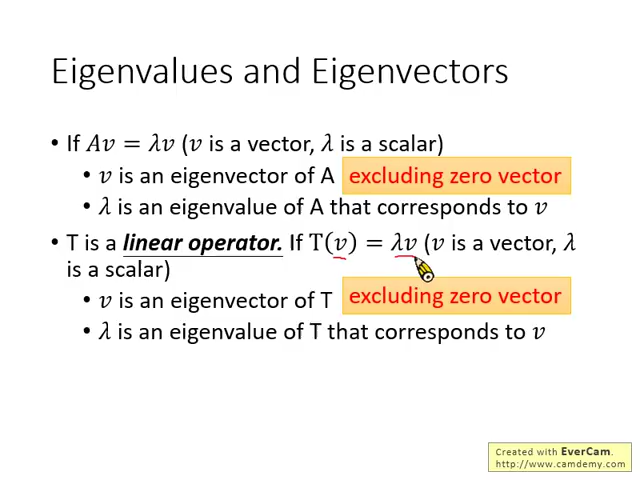 Eigenvalues and Eigenvectors
• If 𝐴𝑣 = 𝜆𝑣 (𝑣 is a vector, 𝜆 is a scalar)
• 𝑣 is an eigenvector of A excluding zero vector
• 𝜆 is an eigenvalue of A that corresponds to 𝑣
• T is a linear operator. If T(𝑣) = 𝜆𝑣 (𝑣 is a vector, 𝜆
is a scalar)
• 𝑣 is an eigenvector of T excluding zero vector
• 𝜆 is an eigenvalue of T that corresponds to 𝑣
Created with EverCam.
http://www.camdemy.com